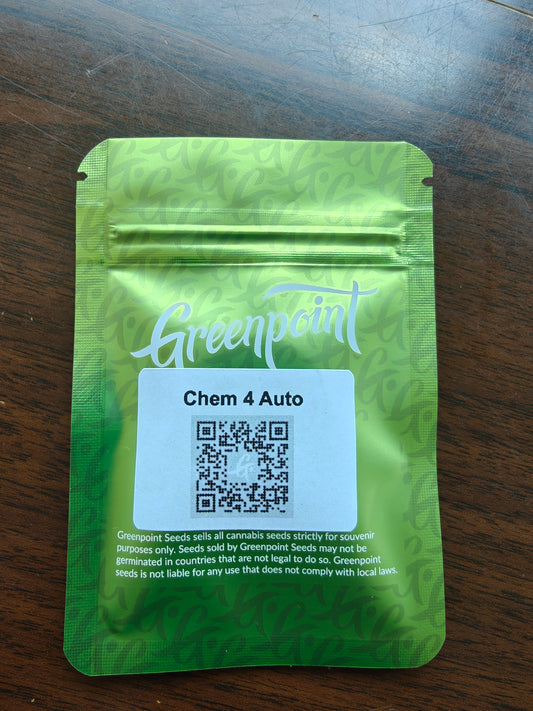 Greenpoint
Chem 4 Auto
Greenpoint Seeds sells all cannabis seeds strictly for souvenir
purposes only. Seeds sold by Greenpoint Seeds may not be
germinated in countries that are not legal to do so. Greenpoint
seeds is not liable for any use that does not comply with local laws.